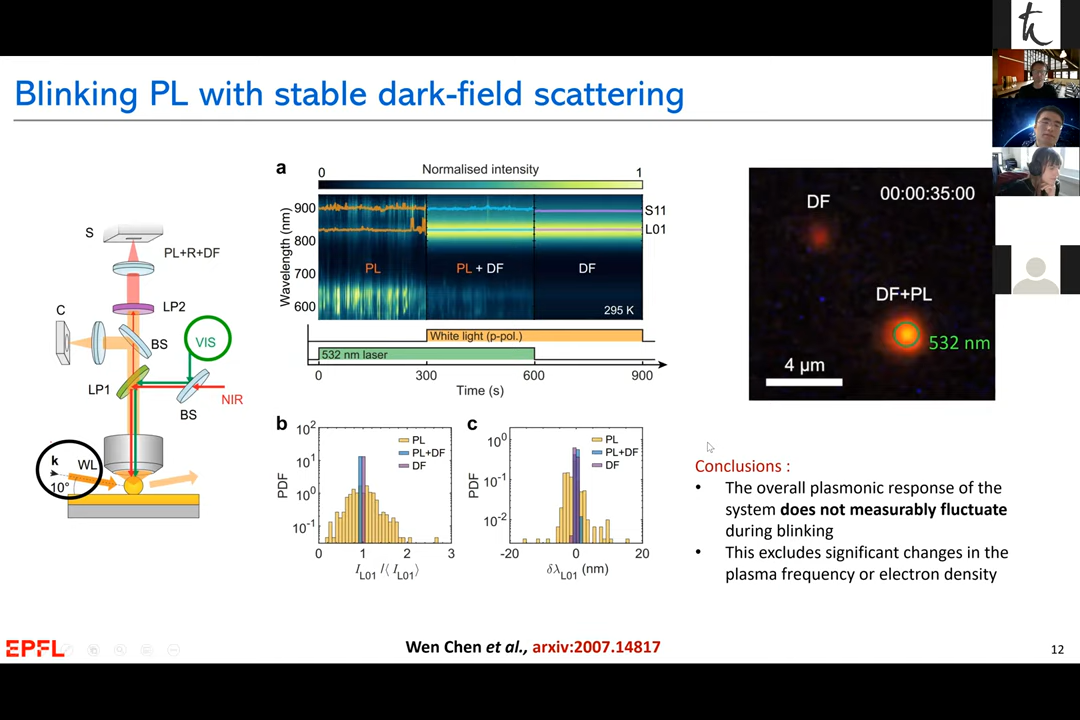 Blinking PL with stable dark-field scattering
S
PL+R+DF
LP2
C
BS
VIS
LP1
NIR
BS
k
WL
10°
a
Normalised intensity
0
1
900
800
700
600
Wavelength (nm)
PL
PL + DF
DF
S11
L01
295 K
White light (p-pol.)
532 nm laser
0
300
600
900
Time (s)
b
10²
10¹
10⁰
10⁻¹
PDF
PL
PL+DF
DF
0
1
2
3
I_L01 /⟨ I_L01⟩
c
10⁰
10⁻¹
10⁻²
PDF
PL
PL+DF
DF
-20
0
20
δλ_L01 (nm)
DF
00:00:35:00
DF+PL
532 nm
4 µm
Conclusions :
• The overall plasmonic response of the
system does not measurably fluctuate
during blinking
• This excludes significant changes in the
plasma frequency or electron density
EPFL
Wen Chen et al., arxiv:2007.14817
12